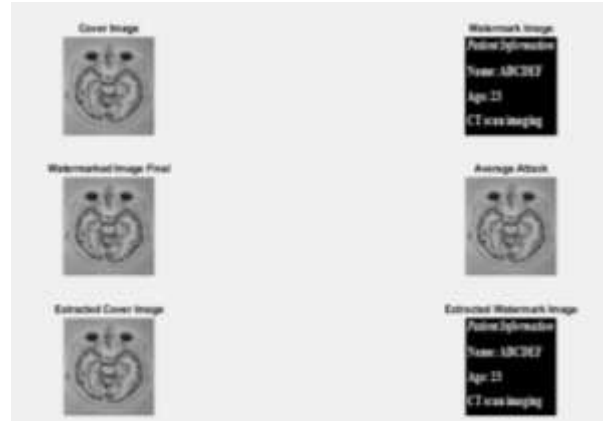 Cover Image
Watermark Image
Patient Information
Name: ABCDEF
Age: 23
CT scan imaging
Watermarked Image Final
Average Attack
Extracted Cover Image
Extracted Watermark Image
Patient Information
Name: ABCDEF
Age: 23
CT scan imaging